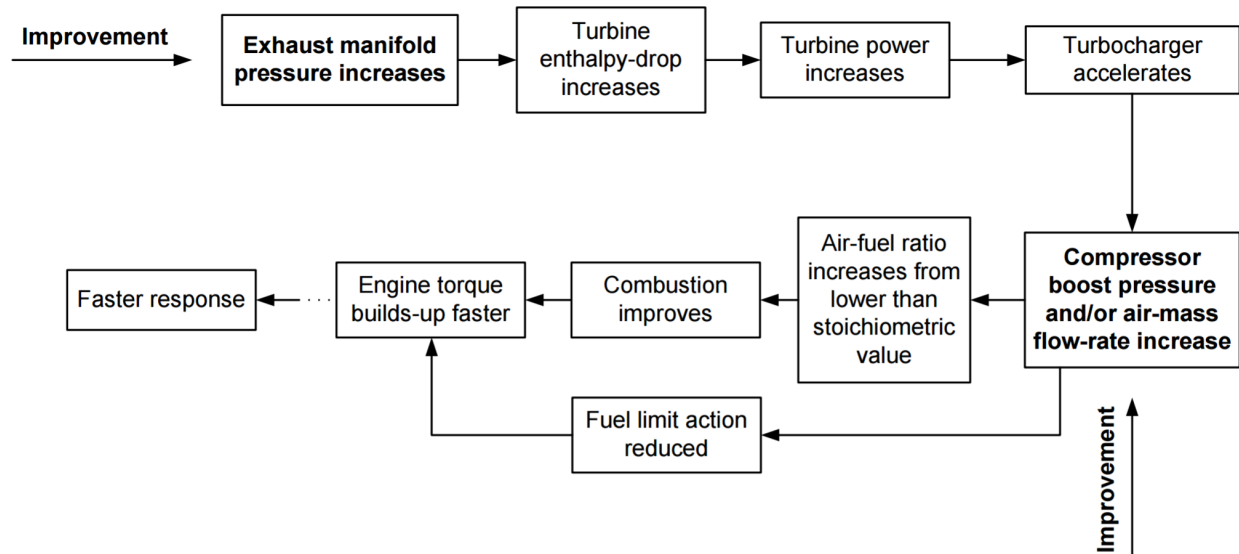 Improvement
Exhaust manifold
pressure increases
Turbine
enthalpy-drop
increases
Turbine power
increases
Turbocharger
accelerates
Compressor
boost pressure
and/or air-mass
flow-rate increase
Air-fuel ratio
increases from
lower than
stoichiometric
value
Combustion
improves
Engine torque
builds-up faster
Faster response
Fuel limit action
reduced
Improvement